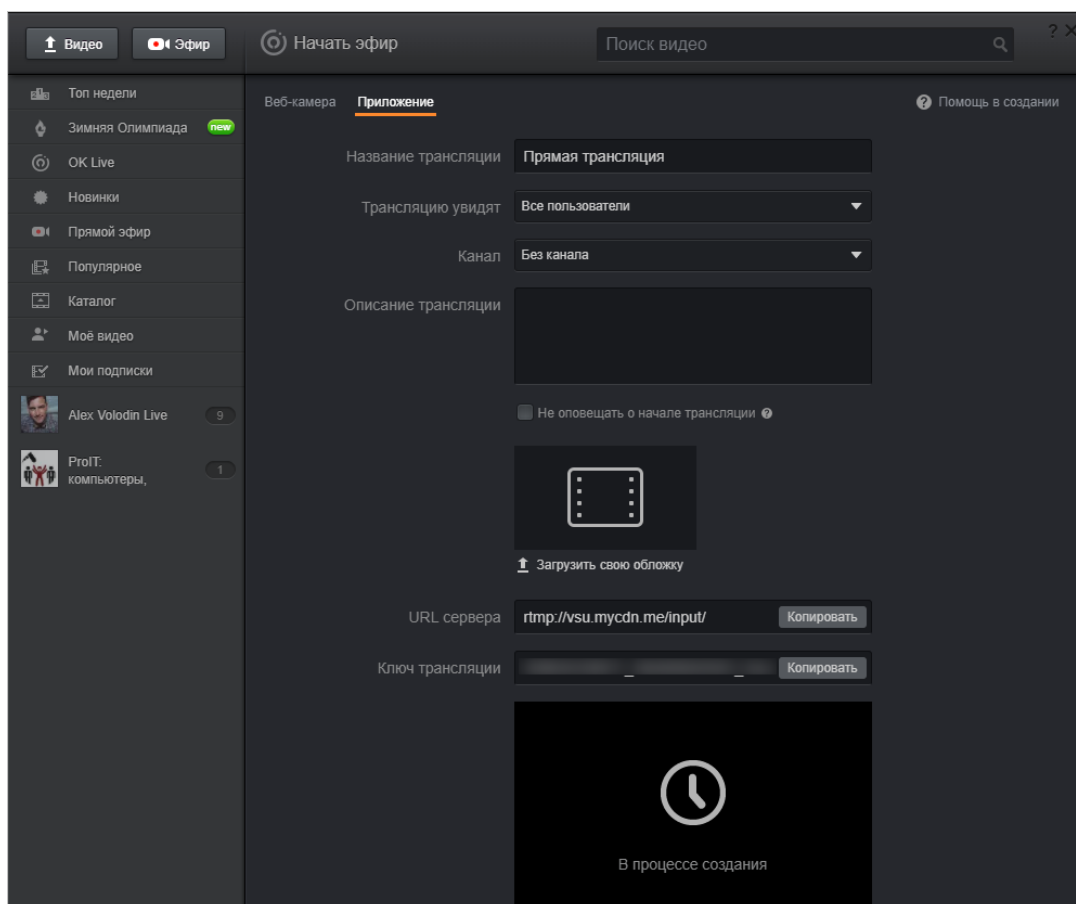 Видео
Эфир
Начать эфир
Поиск видео
?
Топ недели
Зимняя Олимпиада
new
OK Live
Новинки
Прямой эфир
Популярное
Каталог
Моё видео
Мои подписки
Alex Volodin Live
9
ProIT:
компьютеры,
1
Веб-камера
Приложение
? Помощь в создании
Название трансляции
Прямая трансляция
Трансляцию увидят
Все пользователи
Канал
Без канала
Описание трансляции
Не оповещать о начале трансляции ?
Загрузить свою обложку
URL сервера
rtmp://vsu.mycdn.me/input/
Копировать
Ключ трансляции
Копировать
В процессе создания